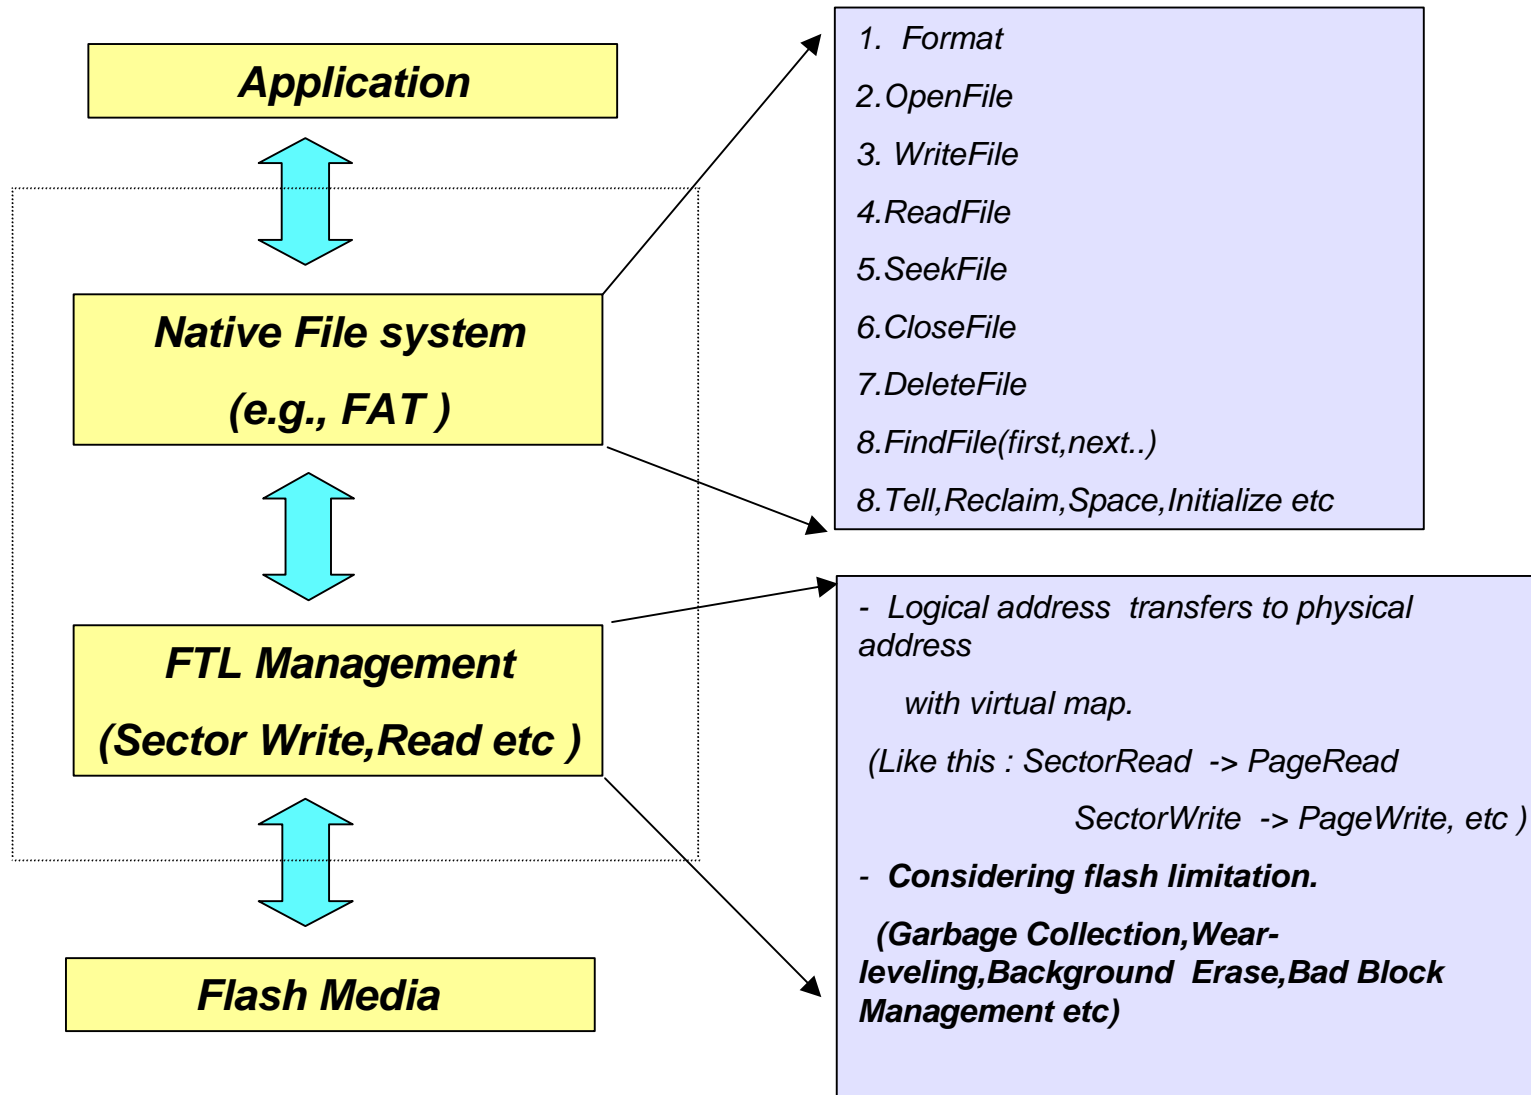 Application
Native File system
(e.g., FAT )
FTL Management
(Sector Write,Read etc )
Flash Media
1. Format
2.OpenFile
3. WriteFile
4.ReadFile
5.SeekFile
6.CloseFile
7.DeleteFile
8.FindFile(first,next..)
8.Tell,Reclaim,Space,Initialize etc
- Logical address transfers to physical
address
with virtual map.
(Like this : SectorRead -> PageRead
SectorWrite -> PageWrite, etc )
- Considering flash limitation.
(Garbage Collection,Wear-
leveling,Background Erase,Bad Block
Management etc)